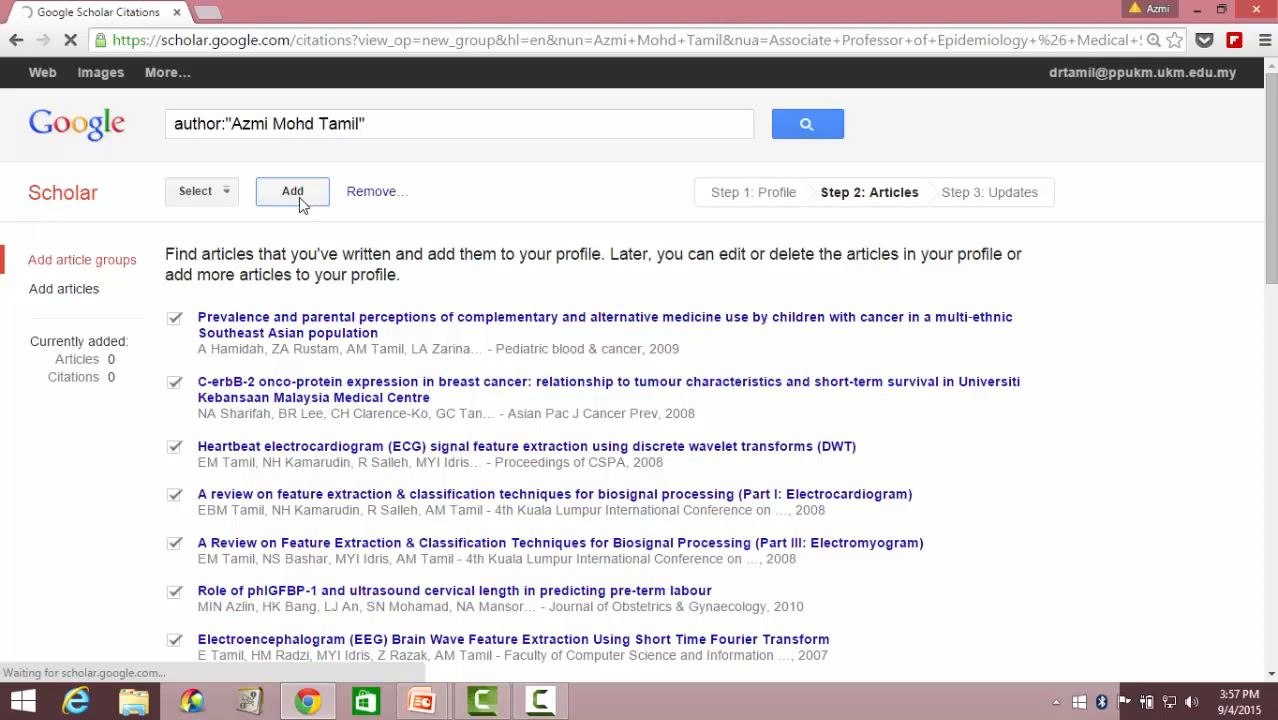 Google Scholar Citations
Azmi
https://scholar.google.com/citations?view_op=new_group&hl=en&nun=Azmi+Mohd+Tamil&nua=Associate+Professor+of+Epidemiology+%26+Medical+
Web Images More… drtamil@ppukm.ukm.edu.my
Google author:"Azmi Mohd Tamil"
Scholar Select Add Remove… Step 1: Profile Step 2: Articles Step 3: Updates
Add article groups
Add articles
Currently added:
Articles 0
Citations 0
Find articles that you've written and add them to your profile. Later, you can edit or delete the articles in your profile or
add more articles to your profile.
Prevalence and parental perceptions of complementary and alternative medicine use by children with cancer in a multi-ethnic
Southeast Asian population
A Hamidah, ZA Rustam, AM Tamil, LA Zarina… - Pediatric blood & cancer, 2009
C-erbB-2 onco-protein expression in breast cancer: relationship to tumour characteristics and short-term survival in Universiti
Kebansaan Malaysia Medical Centre
NA Sharifah, BR Lee, CH Clarence-Ko, GC Tan… - Asian Pac J Cancer Prev, 2008
Heartbeat electrocardiogram (ECG) signal feature extraction using discrete wavelet transforms (DWT)
EM Tamil, NH Kamarudin, R Salleh, MYI Idris… - Proceedings of CSPA, 2008
A review on feature extraction & classification techniques for biosignal processing (Part I: Electrocardiogram)
EBM Tamil, NH Kamarudin, R Salleh, AM Tamil - 4th Kuala Lumpur International Conference on …, 2008
A Review on Feature Extraction & Classification Techniques for Biosignal Processing (Part III: Electromyogram)
EM Tamil, NS Bashar, MYI Idris, AM Tamil - 4th Kuala Lumpur International Conference on …, 2008
Role of phIGFBP-1 and ultrasound cervical length in predicting pre-term labour
MIN Azlin, HK Bang, LJ An, SN Mohamad, NA Mansor… - Journal of Obstetrics & Gynaecology, 2010
Electroencephalogram (EEG) Brain Wave Feature Extraction Using Short Time Fourier Transform
E Tamil, HM Radzi, MYI Idris, Z Razak, AM Tamil - Faculty of Computer Science and Information …, 2007
Waiting for scholar.google.com...
3:57 PM
9/4/2015